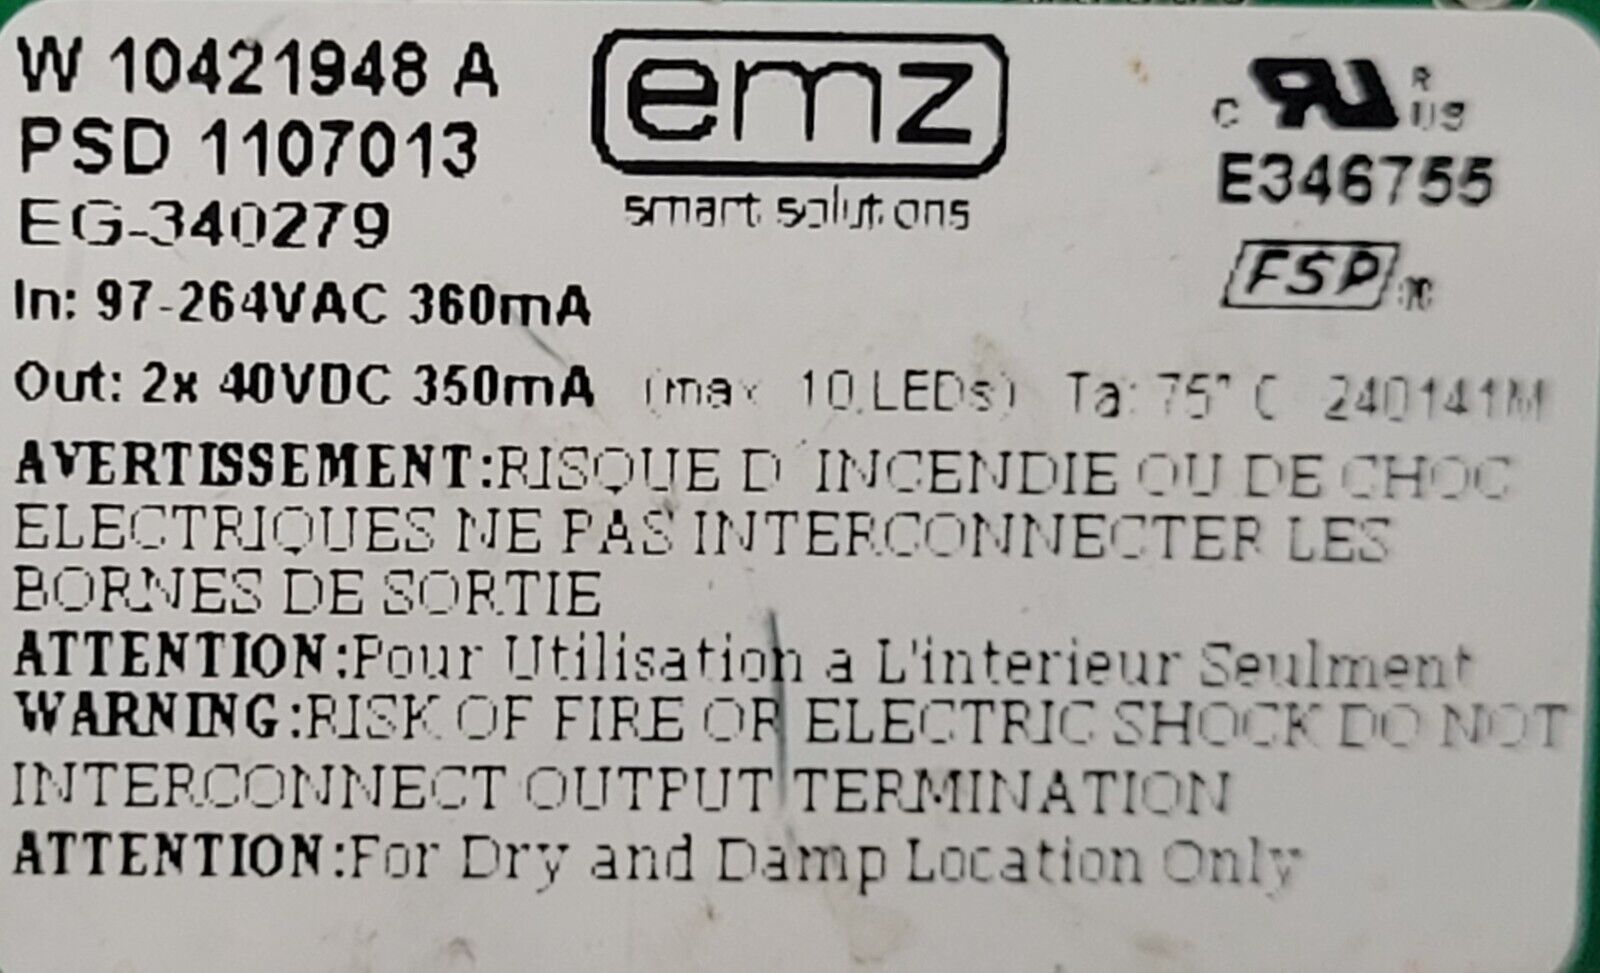 W 10421948 A
PSD 1107013
EG-340279
emz
smart solutions
C RU US
E346755
FSP
In: 97-264VAC 360mA
Out: 2x 40VDC 350mA (max 10 LEDs) Ta: 75°C 240141M
AVERTISSEMENT:RISQUE D INCENDIE OU DE CHOC
ELECTRIQUES NE PAS INTERCONNECTER LES
BORNES DE SORTIE
ATTENTION:Pour Utilisation a L'interieur Seulment
WARNING:RISK OF FIRE OR ELECTRIC SHOCK DO NOT
INTERCONNECT OUTPUT TERMINATION
ATTENTION:For Dry and Damp Location Only